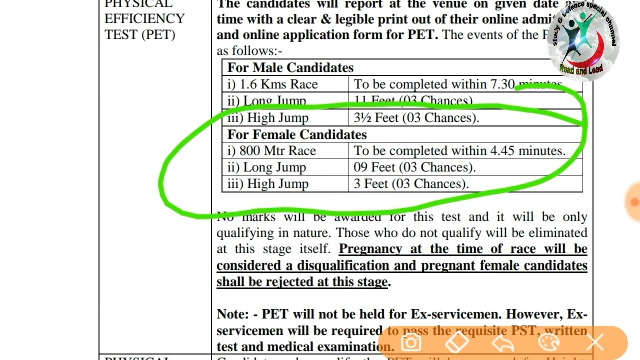 PHYSICAL
EFFICIENCY
TEST (PET)
The candidates will report at the venue on given date
time with a clear & legible print out of their online
and online application form for PET. The events of the
as follows:-
For Male Candidates
i) 1.6 Kms Race To be completed within 7.30 minutes.
ii) Long Jump 11 Feet (03 Chances)
iii) High Jump 3½ Feet (03 Chances).
For Female Candidates
i) 800 Mtr Race To be completed within 4.45 minutes.
ii) Long Jump 09 Feet (03 Chances).
iii) High Jump 3 Feet (03 Chances).
No marks will be awarded for this test and it will be only
qualifying in nature. Those who do not qualify will be eliminated
at this stage itself. Pregnancy at the time of race will be
considered a disqualification and pregnant female candidates
shall be rejected at this stage.
Note: - PET will not be held for Ex-servicemen. However, Ex-
servicemen will be required to pass the requisite PST, written
test and medical examination.
PHYSICAL
Read and Lead